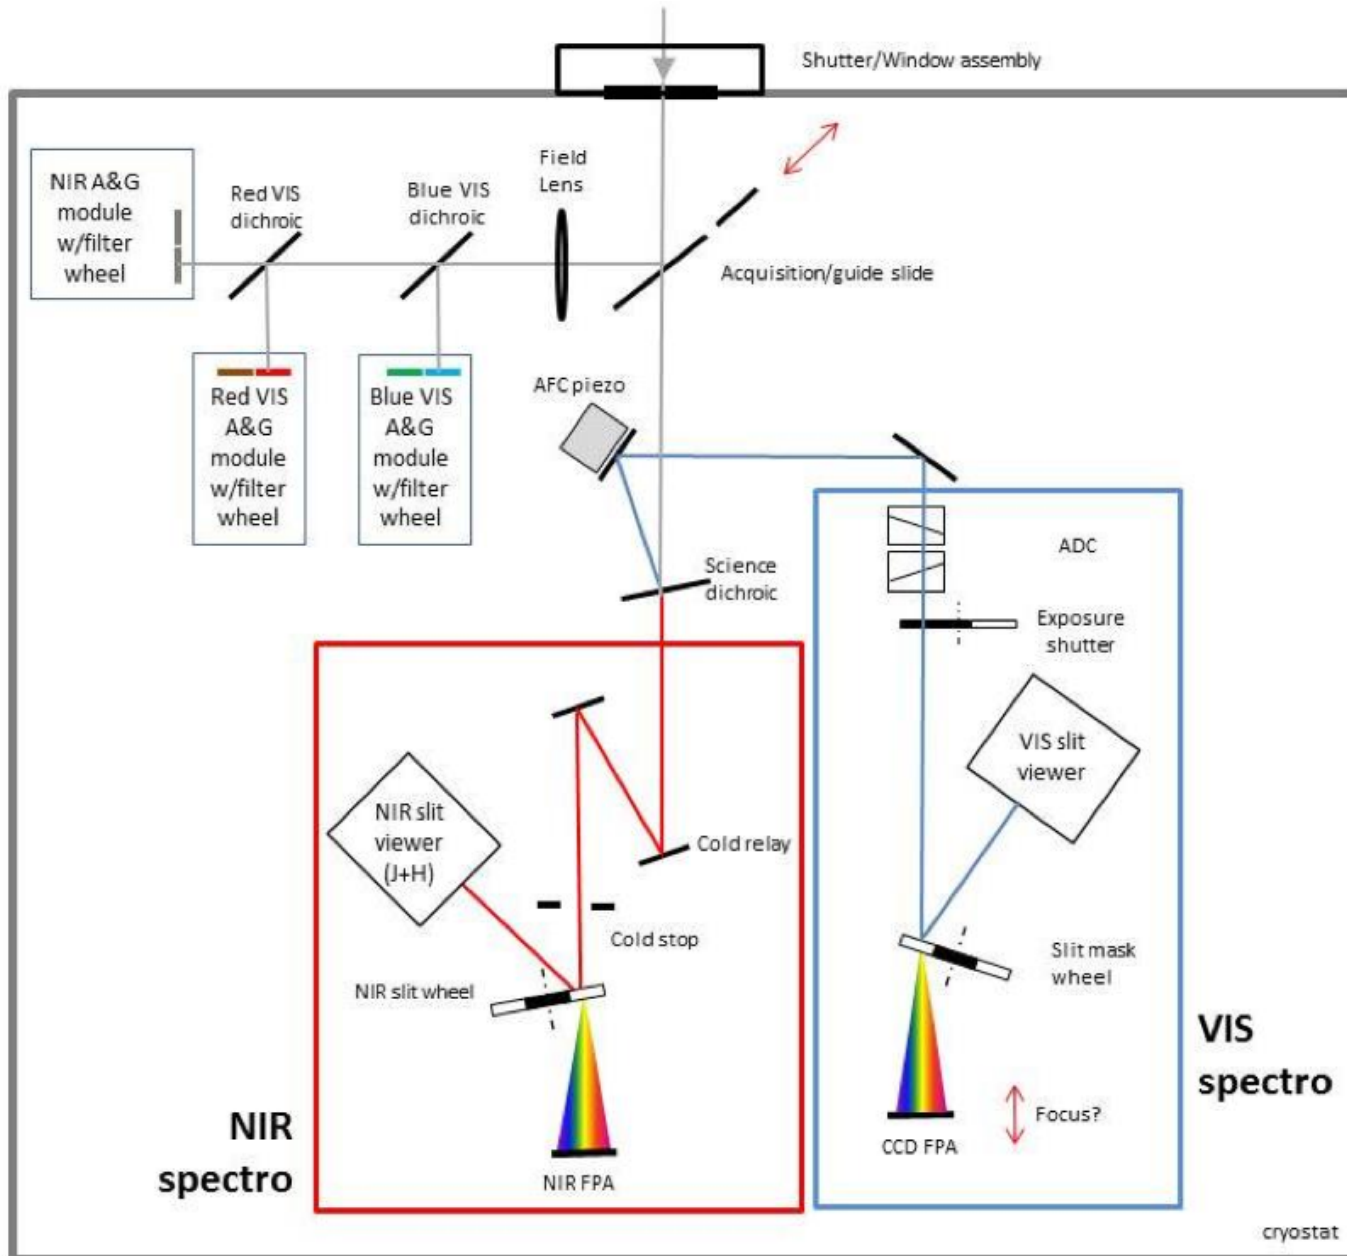 Shutter/Window assembly
NIR A&G
module
w/filter
wheel
Red VIS
dichroic
Blue VIS
dichroic
Field
Lens
Acquisition/guide slide
Red VIS
A&G
module
w/filter
wheel
Blue VIS
A&G
module
w/filter
wheel
AFC piezo
Science
dichroic
ADC
Exposure
shutter
VIS slit
viewer
NIR slit
viewer
(J+H)
Cold relay
Cold stop
NIR slit wheel
Slit mask
wheel
VIS
spectro
Focus?
NIR
spectro
CCD FPA
NIR FPA
cryostat